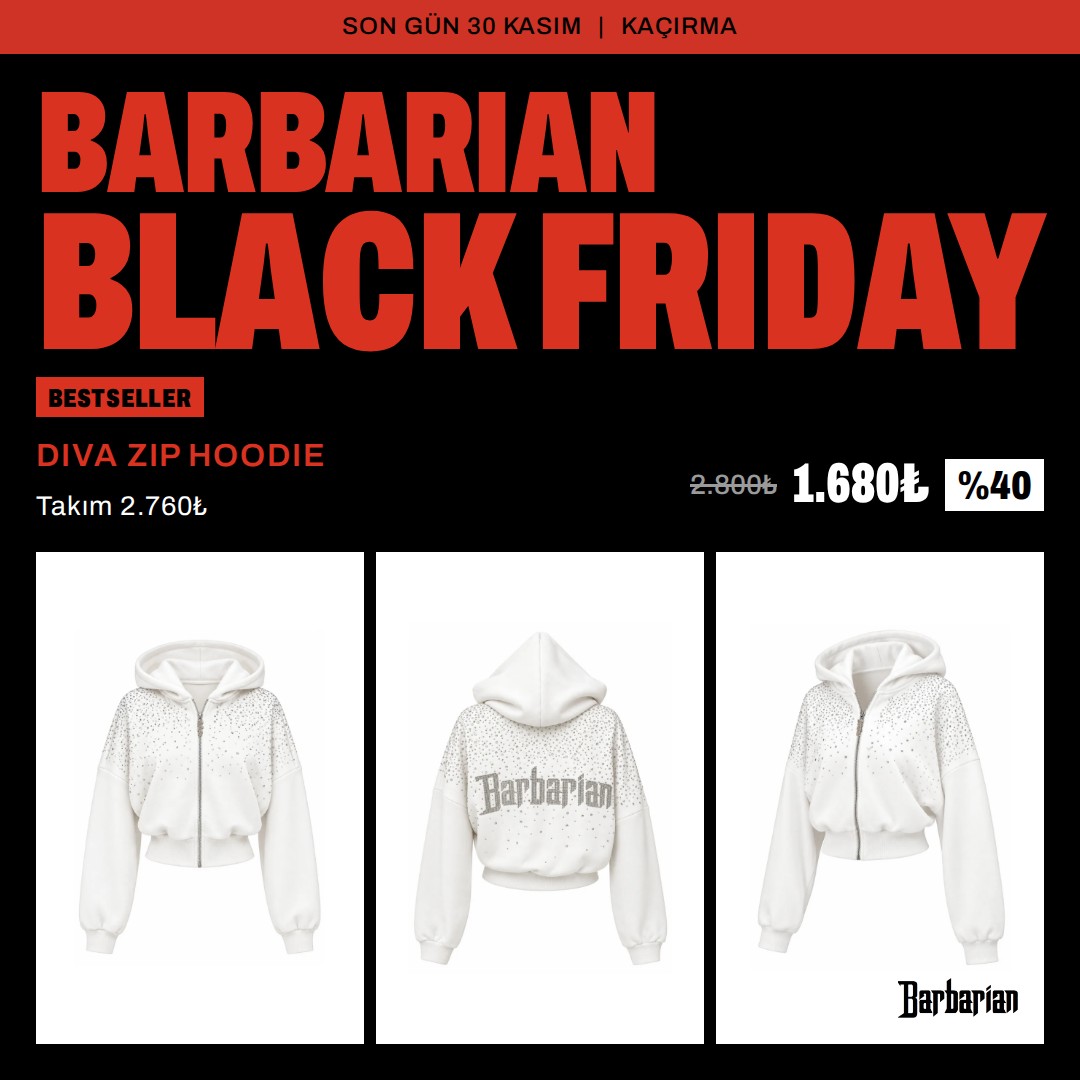 SON GÜN 30 KASIM | KAÇIRMA
BARBARIAN
BLACK FRIDAY
BESTSELLER
DIVA ZIP HOODIE
Takım 2.760₺
2.800₺ 1.680₺ %40
Barbarian
Barbarian